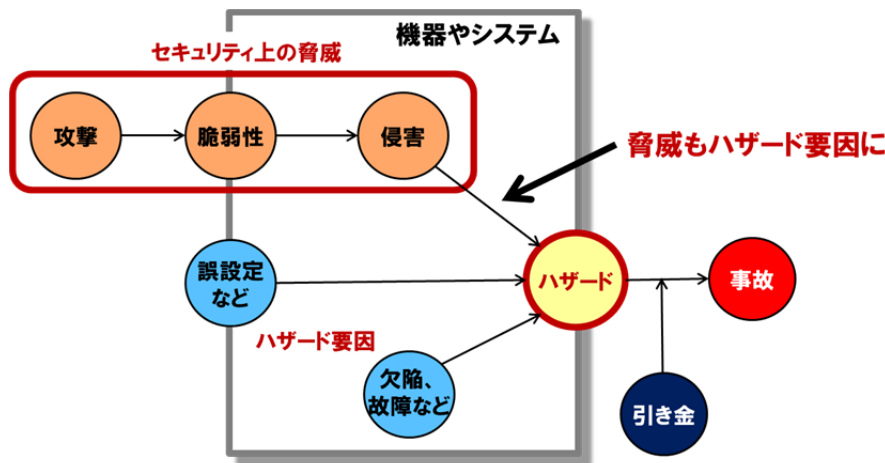 機器やシステム
セキュリティ上の脅威
攻撃
脆弱性
侵害
脅威もハザード要因に
誤設定
など
ハザード
事故
ハザード要因
欠陥、
故障など
引き金